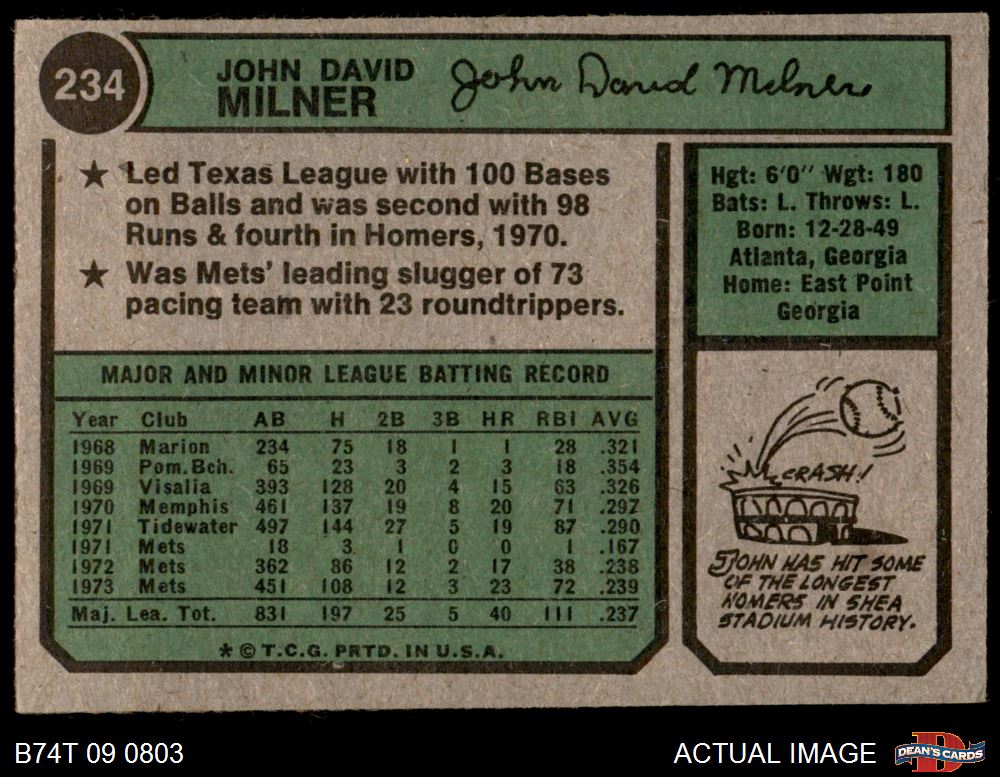 234
JOHN DAVID
MILNER
John David Milner
★ Led Texas League with 100 Bases
on Balls and was second with 98
Runs & fourth in Homers, 1970.
★ Was Mets' leading slugger of 73
pacing team with 23 roundtrippers.
Hgt: 6'0" Wgt: 180
Bats: L. Throws: L.
Born: 12-28-49
Atlanta, Georgia
Home: East Point
Georgia
MAJOR AND MINOR LEAGUE BATTING RECORD
Year Club AB H 2B 3B HR RBI AVG
1968 Marion 234 75 18 1 1 28 .321
1969 Pom.Bch. 65 23 3 2 3 18 .354
1969 Visalia 393 128 20 4 15 63 .326
1970 Memphis 461 137 19 8 20 71 .297
1971 Tidewater 497 144 27 5 19 87 .290
1971 Mets 18 3 1 0 0 1 .167
1972 Mets 362 86 12 2 17 38 .238
1973 Mets 451 108 12 3 23 72 .239
Maj. Lea. Tot. 831 197 25 5 40 111 .237
* © T.C.G. PRTD. IN U.S.A.
CRASH!
JOHN HAS HIT SOME
OF THE LONGEST
HOMERS IN SHEA
STADIUM HISTORY.
B74T 09 0803
ACTUAL IMAGE
D
DEAN'S CARDS